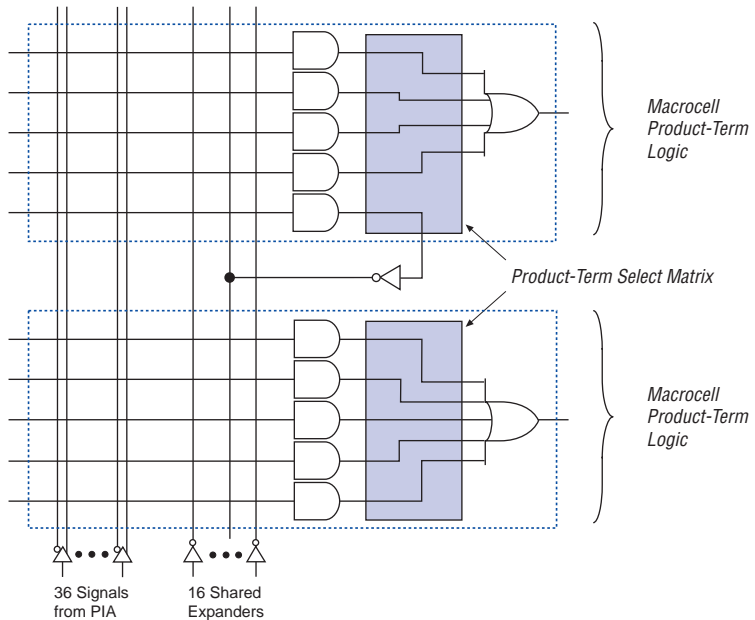 Macrocell
Product-Term
Logic
Product-Term Select Matrix
Macrocell
Product-Term
Logic
36 Signals
from PIA
16 Shared
Expanders